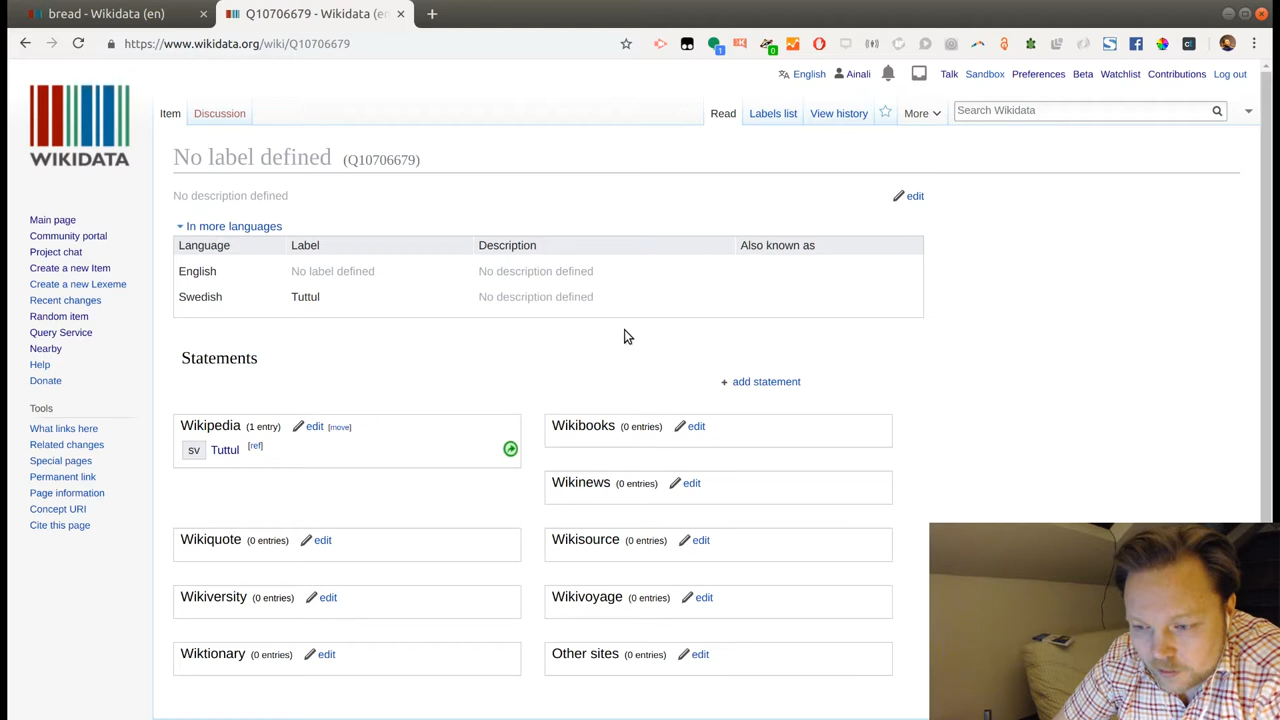 bread - Wikidata (en)
Q10706679 - Wikidata (en)
https://www.wikidata.org/wiki/Q10706679
1
0
English
Ainali
Talk
Sandbox
Preferences
Beta
Watchlist
Contributions
Log out
WIKIDATA
Item
Discussion
Read
Labels list
View history
More
Search Wikidata
No label defined (Q10706679)
No description defined
edit
In more languages
Language Label Description Also known as
English No label defined No description defined
Swedish Tuttul No description defined
Statements
+ add statement
Wikipedia (1 entry) edit [move]
sv Tuttul [ref]
Wikibooks (0 entries) edit
Wikinews (0 entries) edit
Wikiquote (0 entries) edit
Wikisource (0 entries) edit
Wikiversity (0 entries) edit
Wikivoyage (0 entries) edit
Wiktionary (0 entries) edit
Other sites (0 entries) edit
Main page
Community portal
Project chat
Create a new Item
Create a new Lexeme
Recent changes
Random item
Query Service
Nearby
Help
Donate
Tools
What links here
Related changes
Special pages
Permanent link
Page information
Concept URI
Cite this page